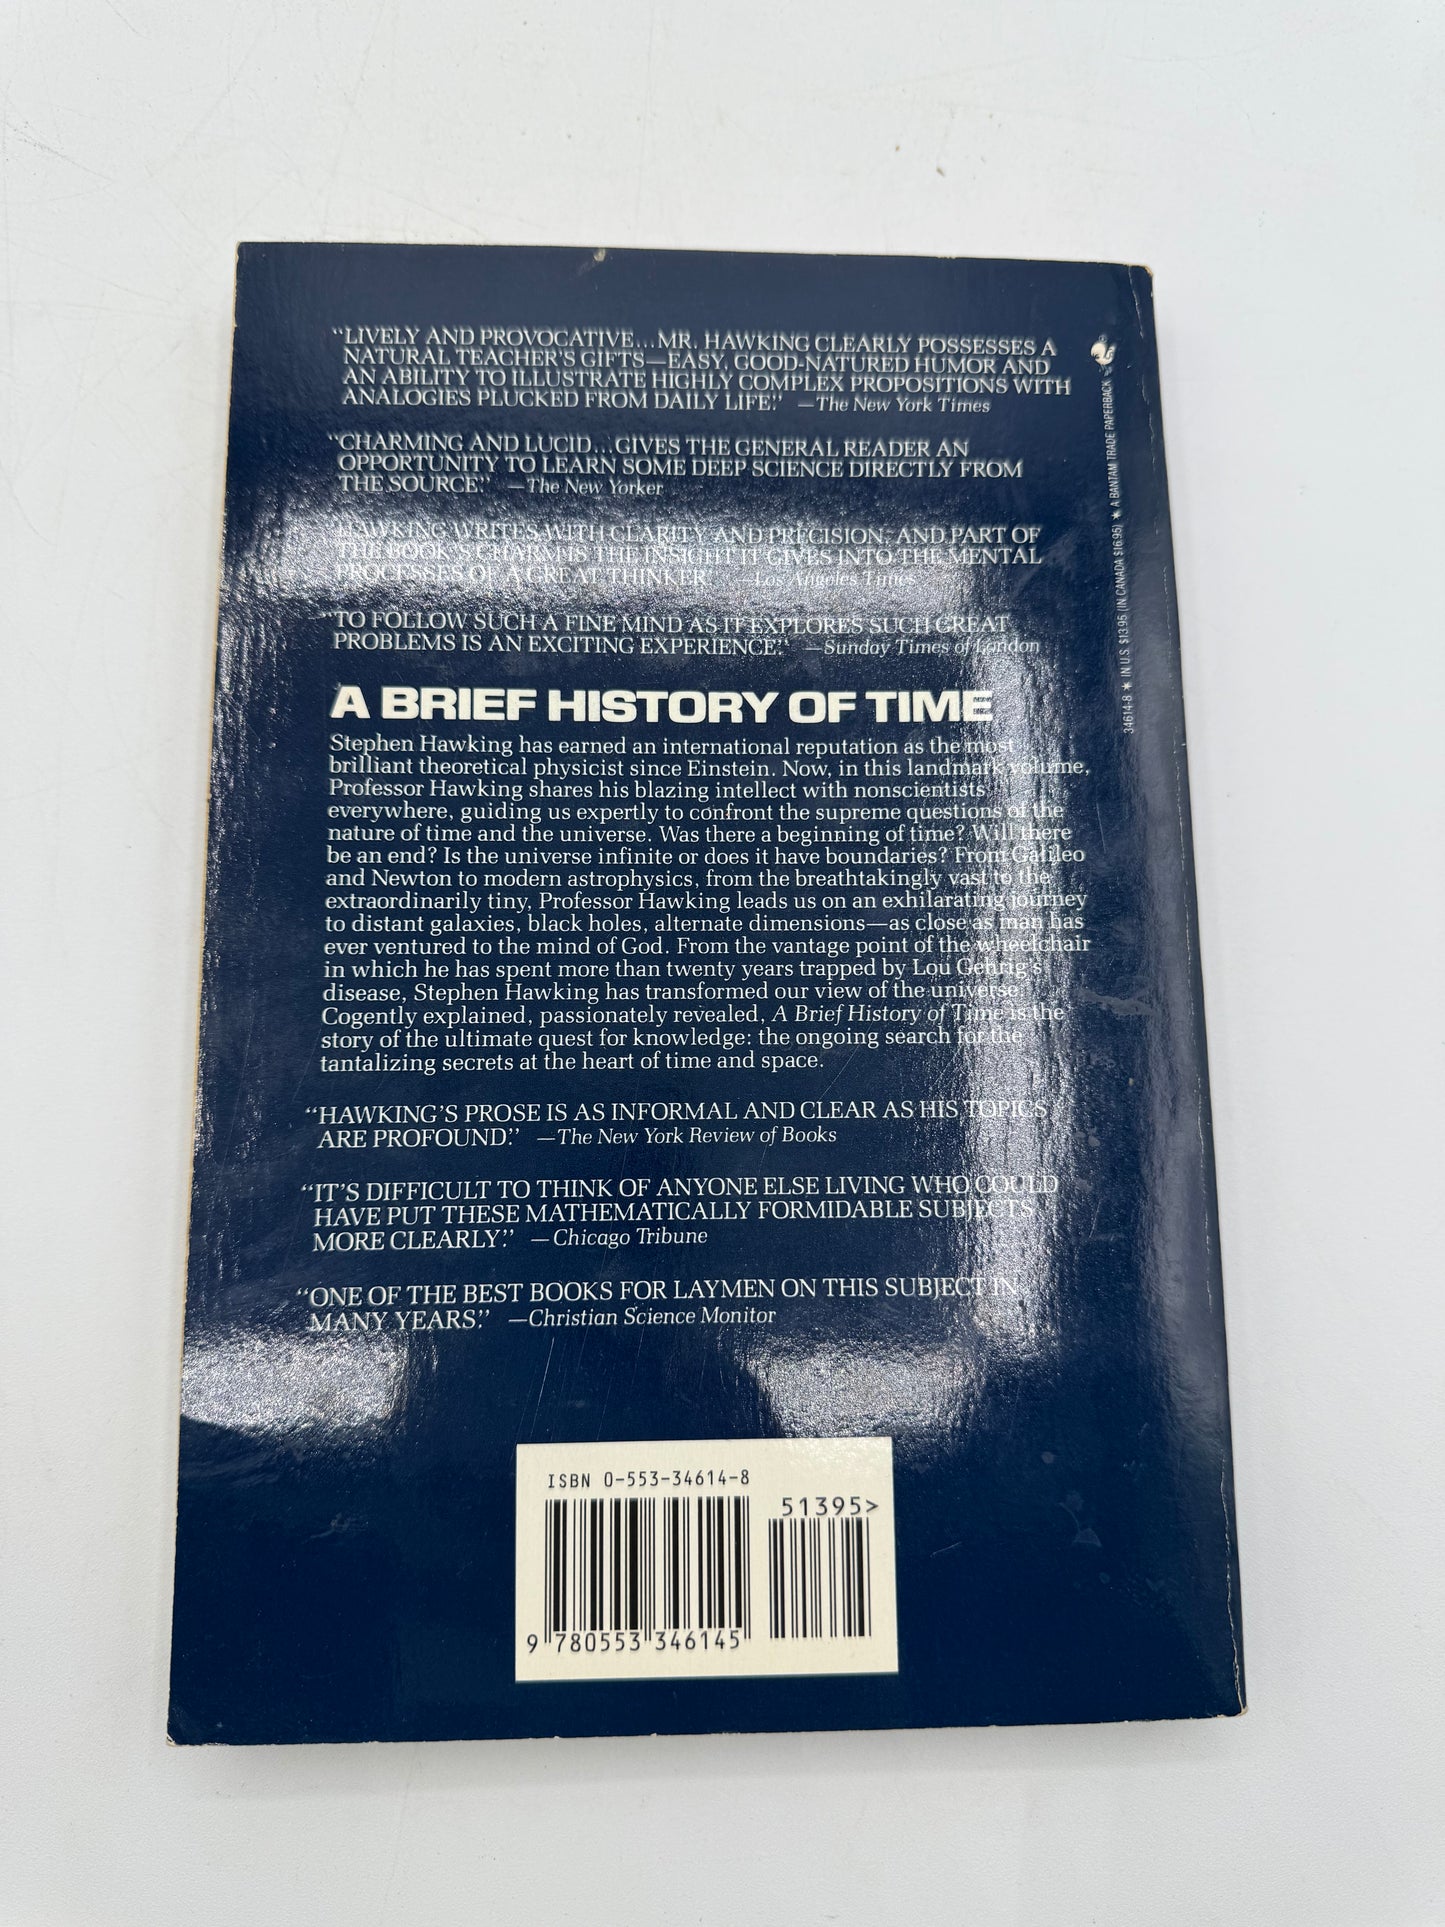 “LIVELY AND PROVOCATIVE...MR. HAWKING CLEARLY POSSESSES A
NATURAL TEACHER'S GIFTS—EASY, GOOD-NATURED HUMOR AND
AN ABILITY TO ILLUSTRATE HIGHLY COMPLEX PROPOSITIONS WITH
ANALOGIES PLUCKED FROM DAILY LIFE.” —The New York Times
“CHARMING AND LUCID...GIVES THE GENERAL READER AN
OPPORTUNITY TO LEARN SOME DEEP SCIENCE DIRECTLY FROM
THE SOURCE.” —The New Yorker
“HAWKING WRITES WITH CLARITY AND PRECISION, AND PART OF
THE BOOK'S CHARM IS THE INSIGHT IT GIVES INTO THE MENTAL
PROCESSES OF A GREAT THINKER.” —Los Angeles Times
“TO FOLLOW SUCH A FINE MIND AS IT EXPLORES SUCH GREAT
PROBLEMS IS AN EXCITING EXPERIENCE.” —Sunday Times of London
A BRIEF HISTORY OF TIME
Stephen Hawking has earned an international reputation as the most
brilliant theoretical physicist since Einstein. Now, in this landmark volume,
Professor Hawking shares his blazing intellect with nonscientists
everywhere, guiding us expertly to confront the supreme questions of the
nature of time and the universe. Was there a beginning of time? Will there
be an end? Is the universe infinite or does it have boundaries? From Galileo
and Newton to modern astrophysics, from the breathtakingly vast to the
extraordinarily tiny, Professor Hawking leads us on an exhilarating journey
to distant galaxies, black holes, alternate dimensions—as close as man has
ever ventured to the mind of God. From the vantage point of the wheelchair
in which he has spent more than twenty years trapped by Lou Gehrig's
disease, Stephen Hawking has transformed our view of the universe.
Cogently explained, passionately revealed, A Brief History of Time is the
story of the ultimate quest for knowledge: the ongoing search for the
tantalizing secrets at the heart of time and space.
“HAWKING'S PROSE IS AS INFORMAL AND CLEAR AS HIS TOPICS
ARE PROFOUND.” —The New York Review of Books
“IT'S DIFFICULT TO THINK OF ANYONE ELSE LIVING WHO COULD
HAVE PUT THESE MATHEMATICALLY FORMIDABLE SUBJECTS
MORE CLEARLY.” —Chicago Tribune
“ONE OF THE BEST BOOKS FOR LAYMEN ON THIS SUBJECT IN
MANY YEARS.” —Christian Science Monitor
34614-8 ★ IN U.S. $13.95 (IN CANADA $16.95) ★ A BANTAM TRADE PAPERBACK
ISBN 0-553-34614-8
51395>
9 780553 346145